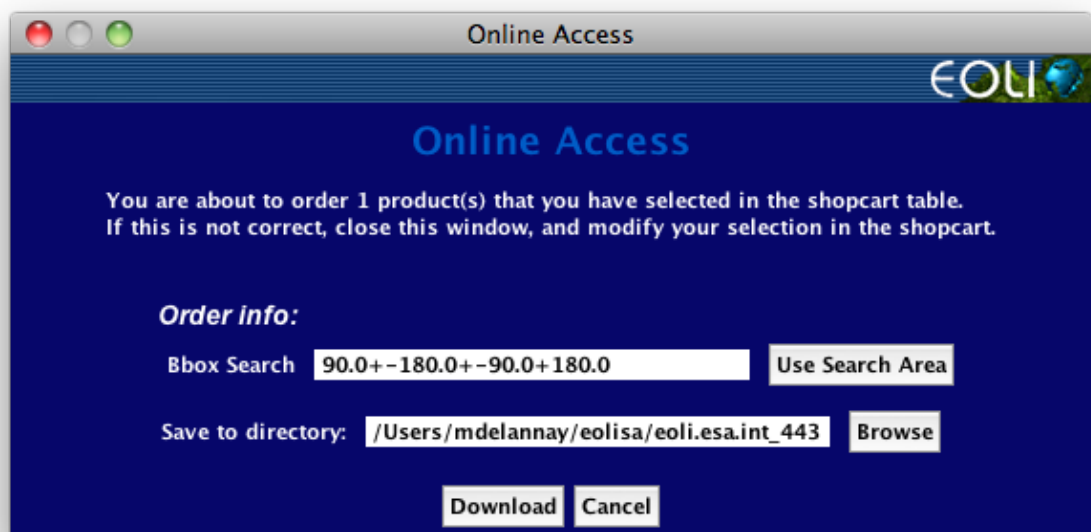 Online Access
EOLI
Online Access
You are about to order 1 product(s) that you have selected in the shopcart table.
If this is not correct, close this window, and modify your selection in the shopcart.
Order info:
Bbox Search 90.0+-180.0+-90.0+180.0 Use Search Area
Save to directory: /Users/mdelannay/eolisa/eoli.esa.int_443 Browse
Download Cancel